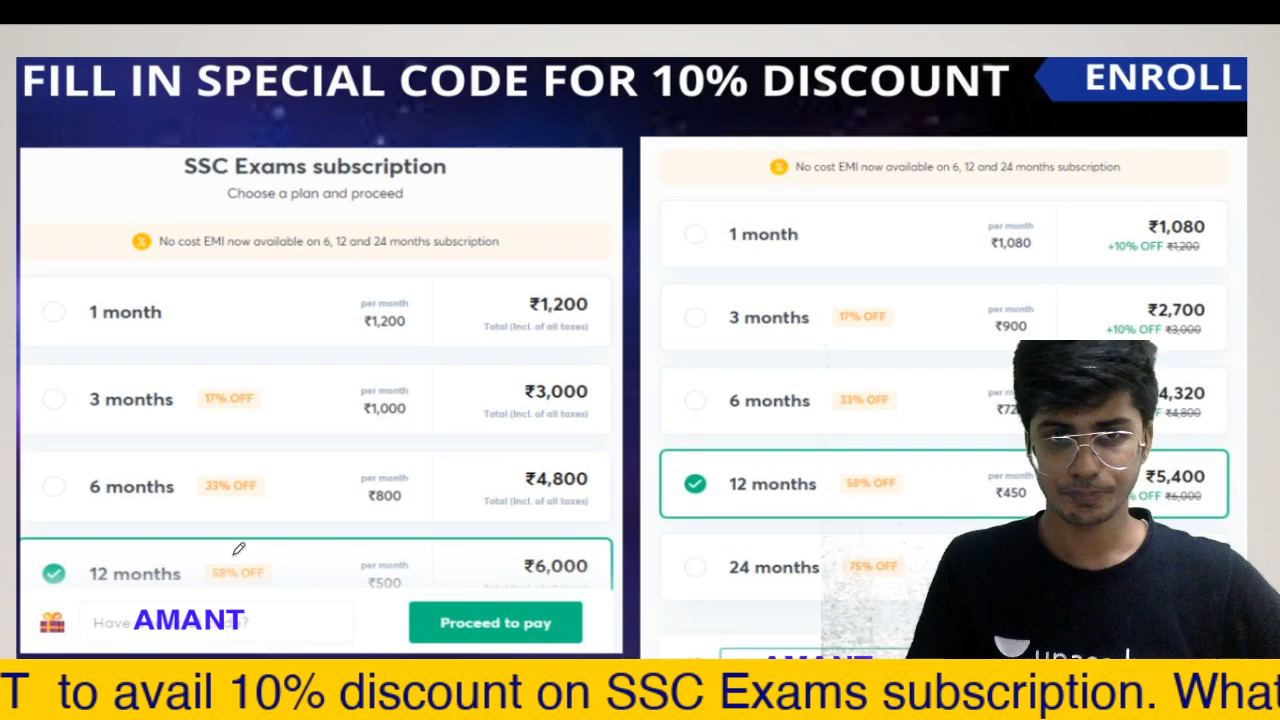 FILL IN SPECIAL CODE FOR 10% DISCOUNT
ENROLL
SSC Exams subscription
Choose a plan and proceed
No cost EMI now available on 6, 12 and 24 months subscription
1 month
per month
₹1,200
₹1,200
Total (Incl. of all taxes)
3 months
17% OFF
per month
₹1,000
₹3,000
Total (Incl. of all taxes)
6 months
33% OFF
per month
₹800
₹4,800
Total (Incl. of all taxes)
12 months
58% OFF
per month
₹500
₹6,000
Have
AMANT
Proceed to pay
No cost EMI now available on 6, 12 and 24 months subscription
1 month
per month
₹1,080
₹1,080
+10% OFF ₹1,200
3 months
17% OFF
per month
₹900
₹2,700
+10% OFF ₹3,000
6 months
33% OFF
4,320
₹4,800
12 months
58% OFF
per month
₹450
₹5,400
OFF ₹6,000
24 months
75% OFF
T to avail 10% discount on SSC Exams subscription. What